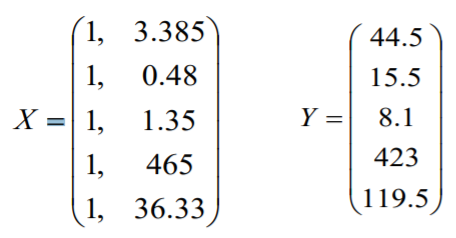 1, 3.385 44.5
1, 0.48 15.5
X = 1, 1.35 Y = 8.1
1, 465 423
1, 36.33 119.5